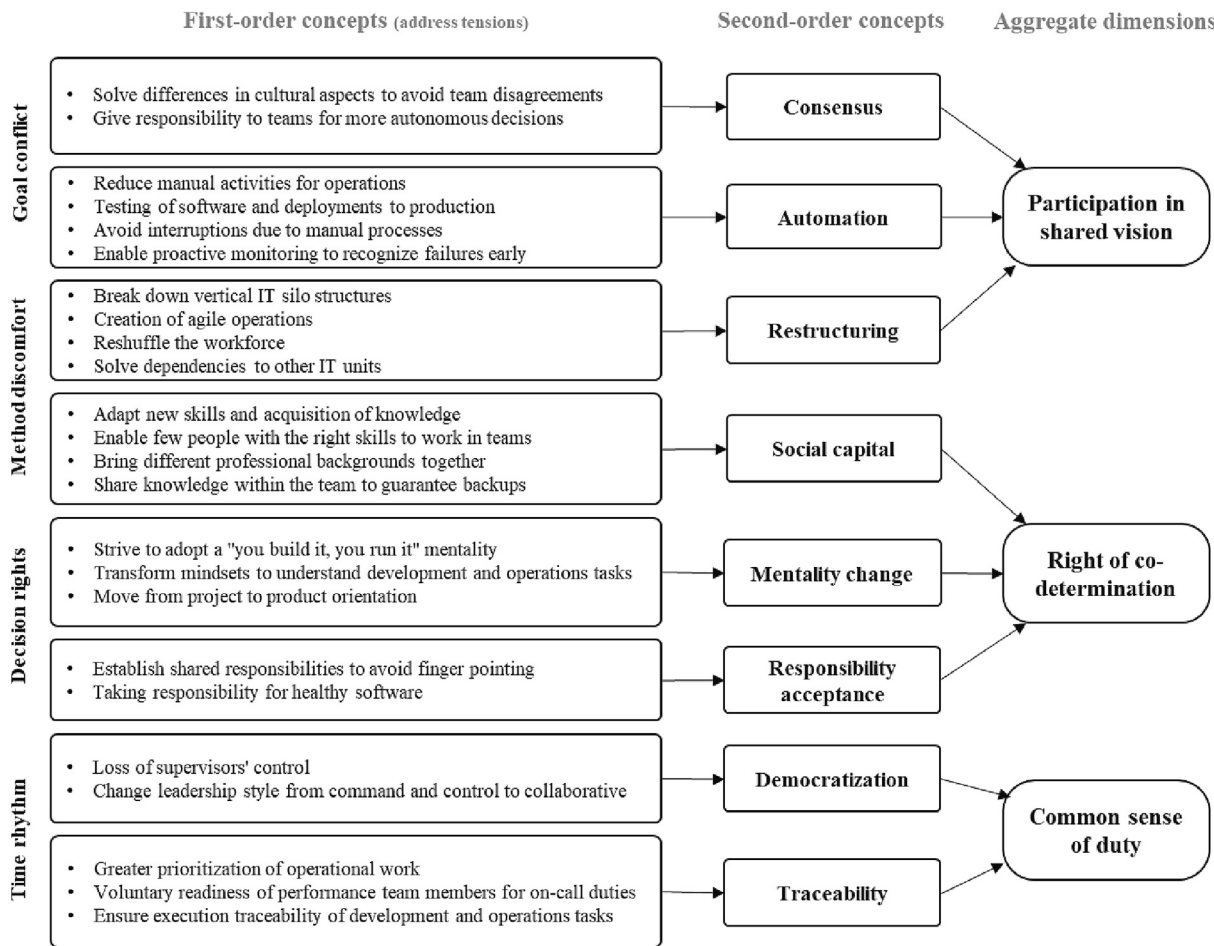 First-order concepts (address tensions)
Second-order concepts
Aggregate dimensions
Goal conflict
• Solve differences in cultural aspects to avoid team disagreements
• Give responsibility to teams for more autonomous decisions
Consensus
• Reduce manual activities for operations
• Testing of software and deployments to production
• Avoid interruptions due to manual processes
• Enable proactive monitoring to recognize failures early
Automation
Participation in
shared vision
Method discomfort
• Break down vertical IT silo structures
• Creation of agile operations
• Reshuffle the workforce
• Solve dependencies to other IT units
Restructuring
• Adapt new skills and acquisition of knowledge
• Enable few people with the right skills to work in teams
• Bring different professional backgrounds together
• Share knowledge within the team to guarantee backups
Social capital
Decision rights
• Strive to adopt a "you build it, you run it" mentality
• Transform mindsets to understand development and operations tasks
• Move from project to product orientation
Mentality change
Right of co-
determination
• Establish shared responsibilities to avoid finger pointing
• Taking responsibility for healthy software
Responsibility
acceptance
Time rhythm
• Loss of supervisors' control
• Change leadership style from command and control to collaborative
Democratization
Common sense
of duty
• Greater prioritization of operational work
• Voluntary readiness of performance team members for on-call duties
• Ensure execution traceability of development and operations tasks
Traceability